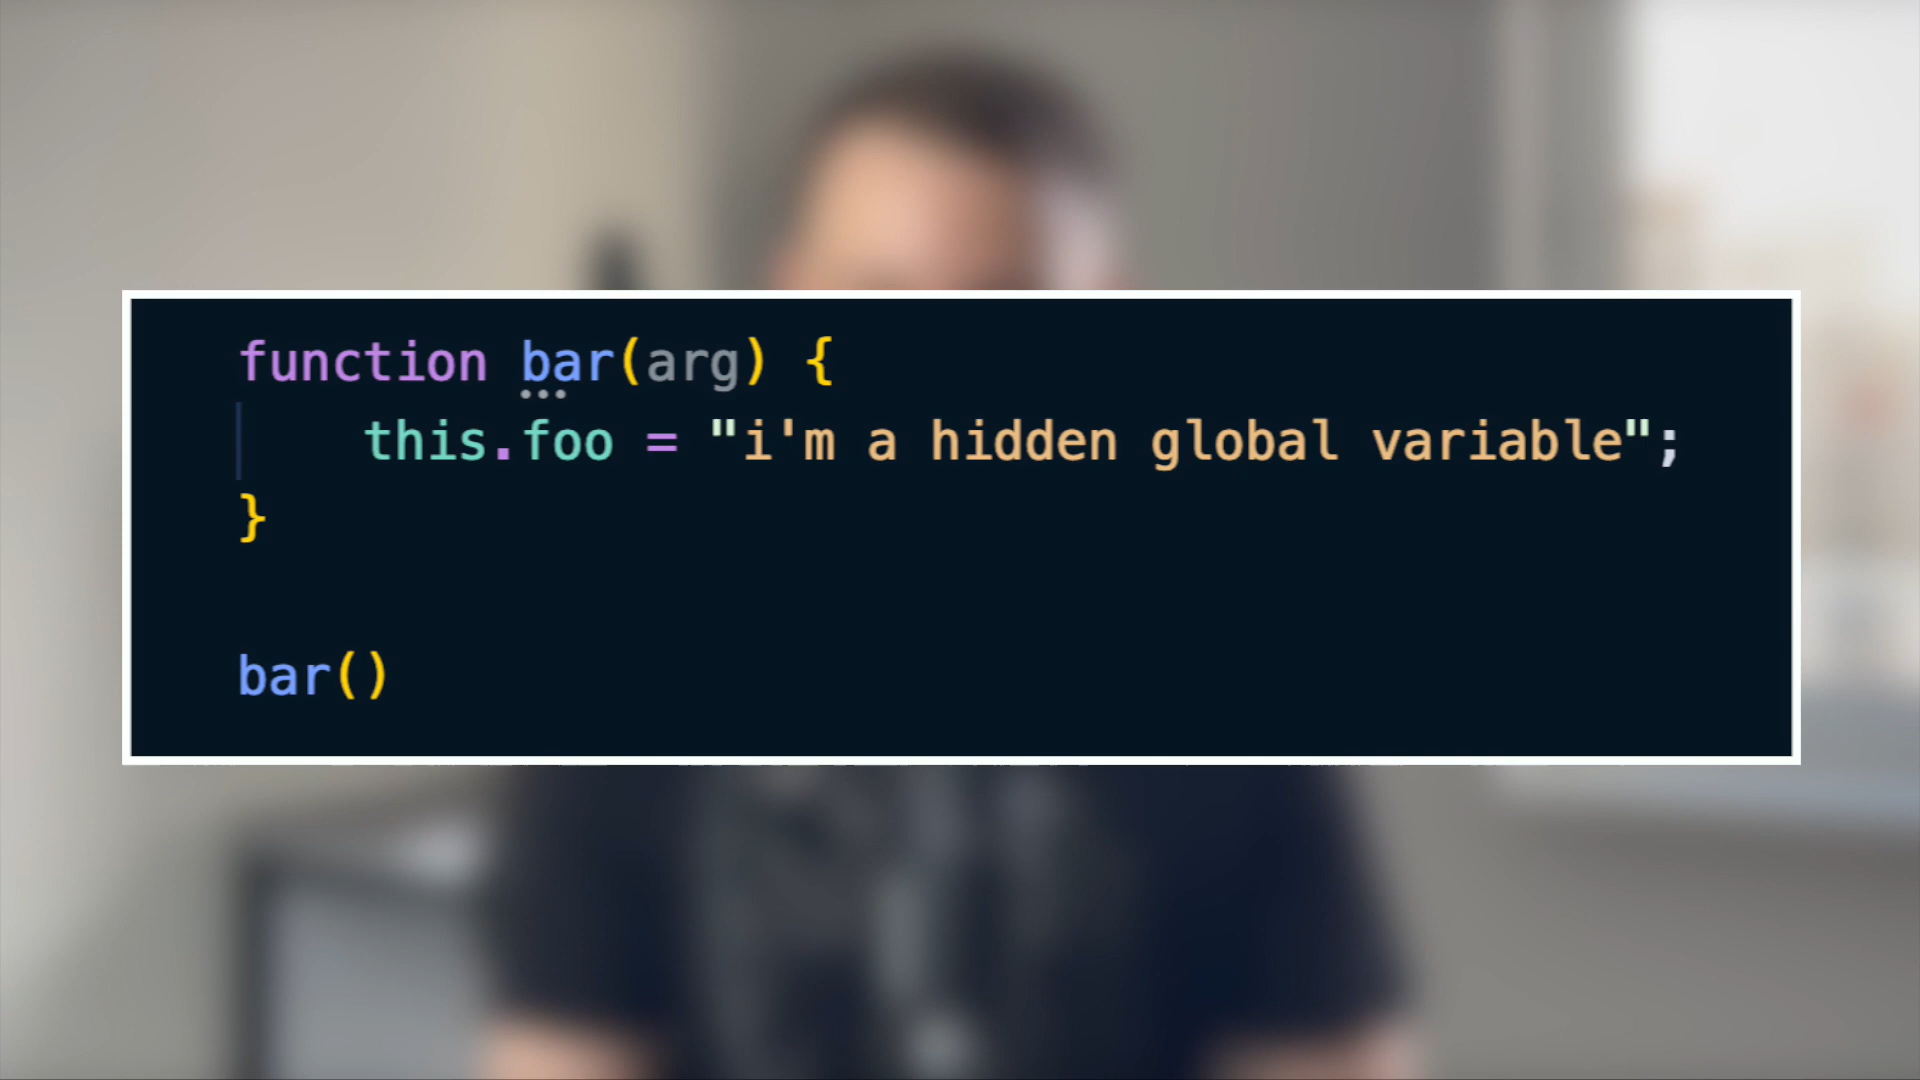 function bar(arg) {
this.foo = "i'm a hidden global variable";
}
bar()